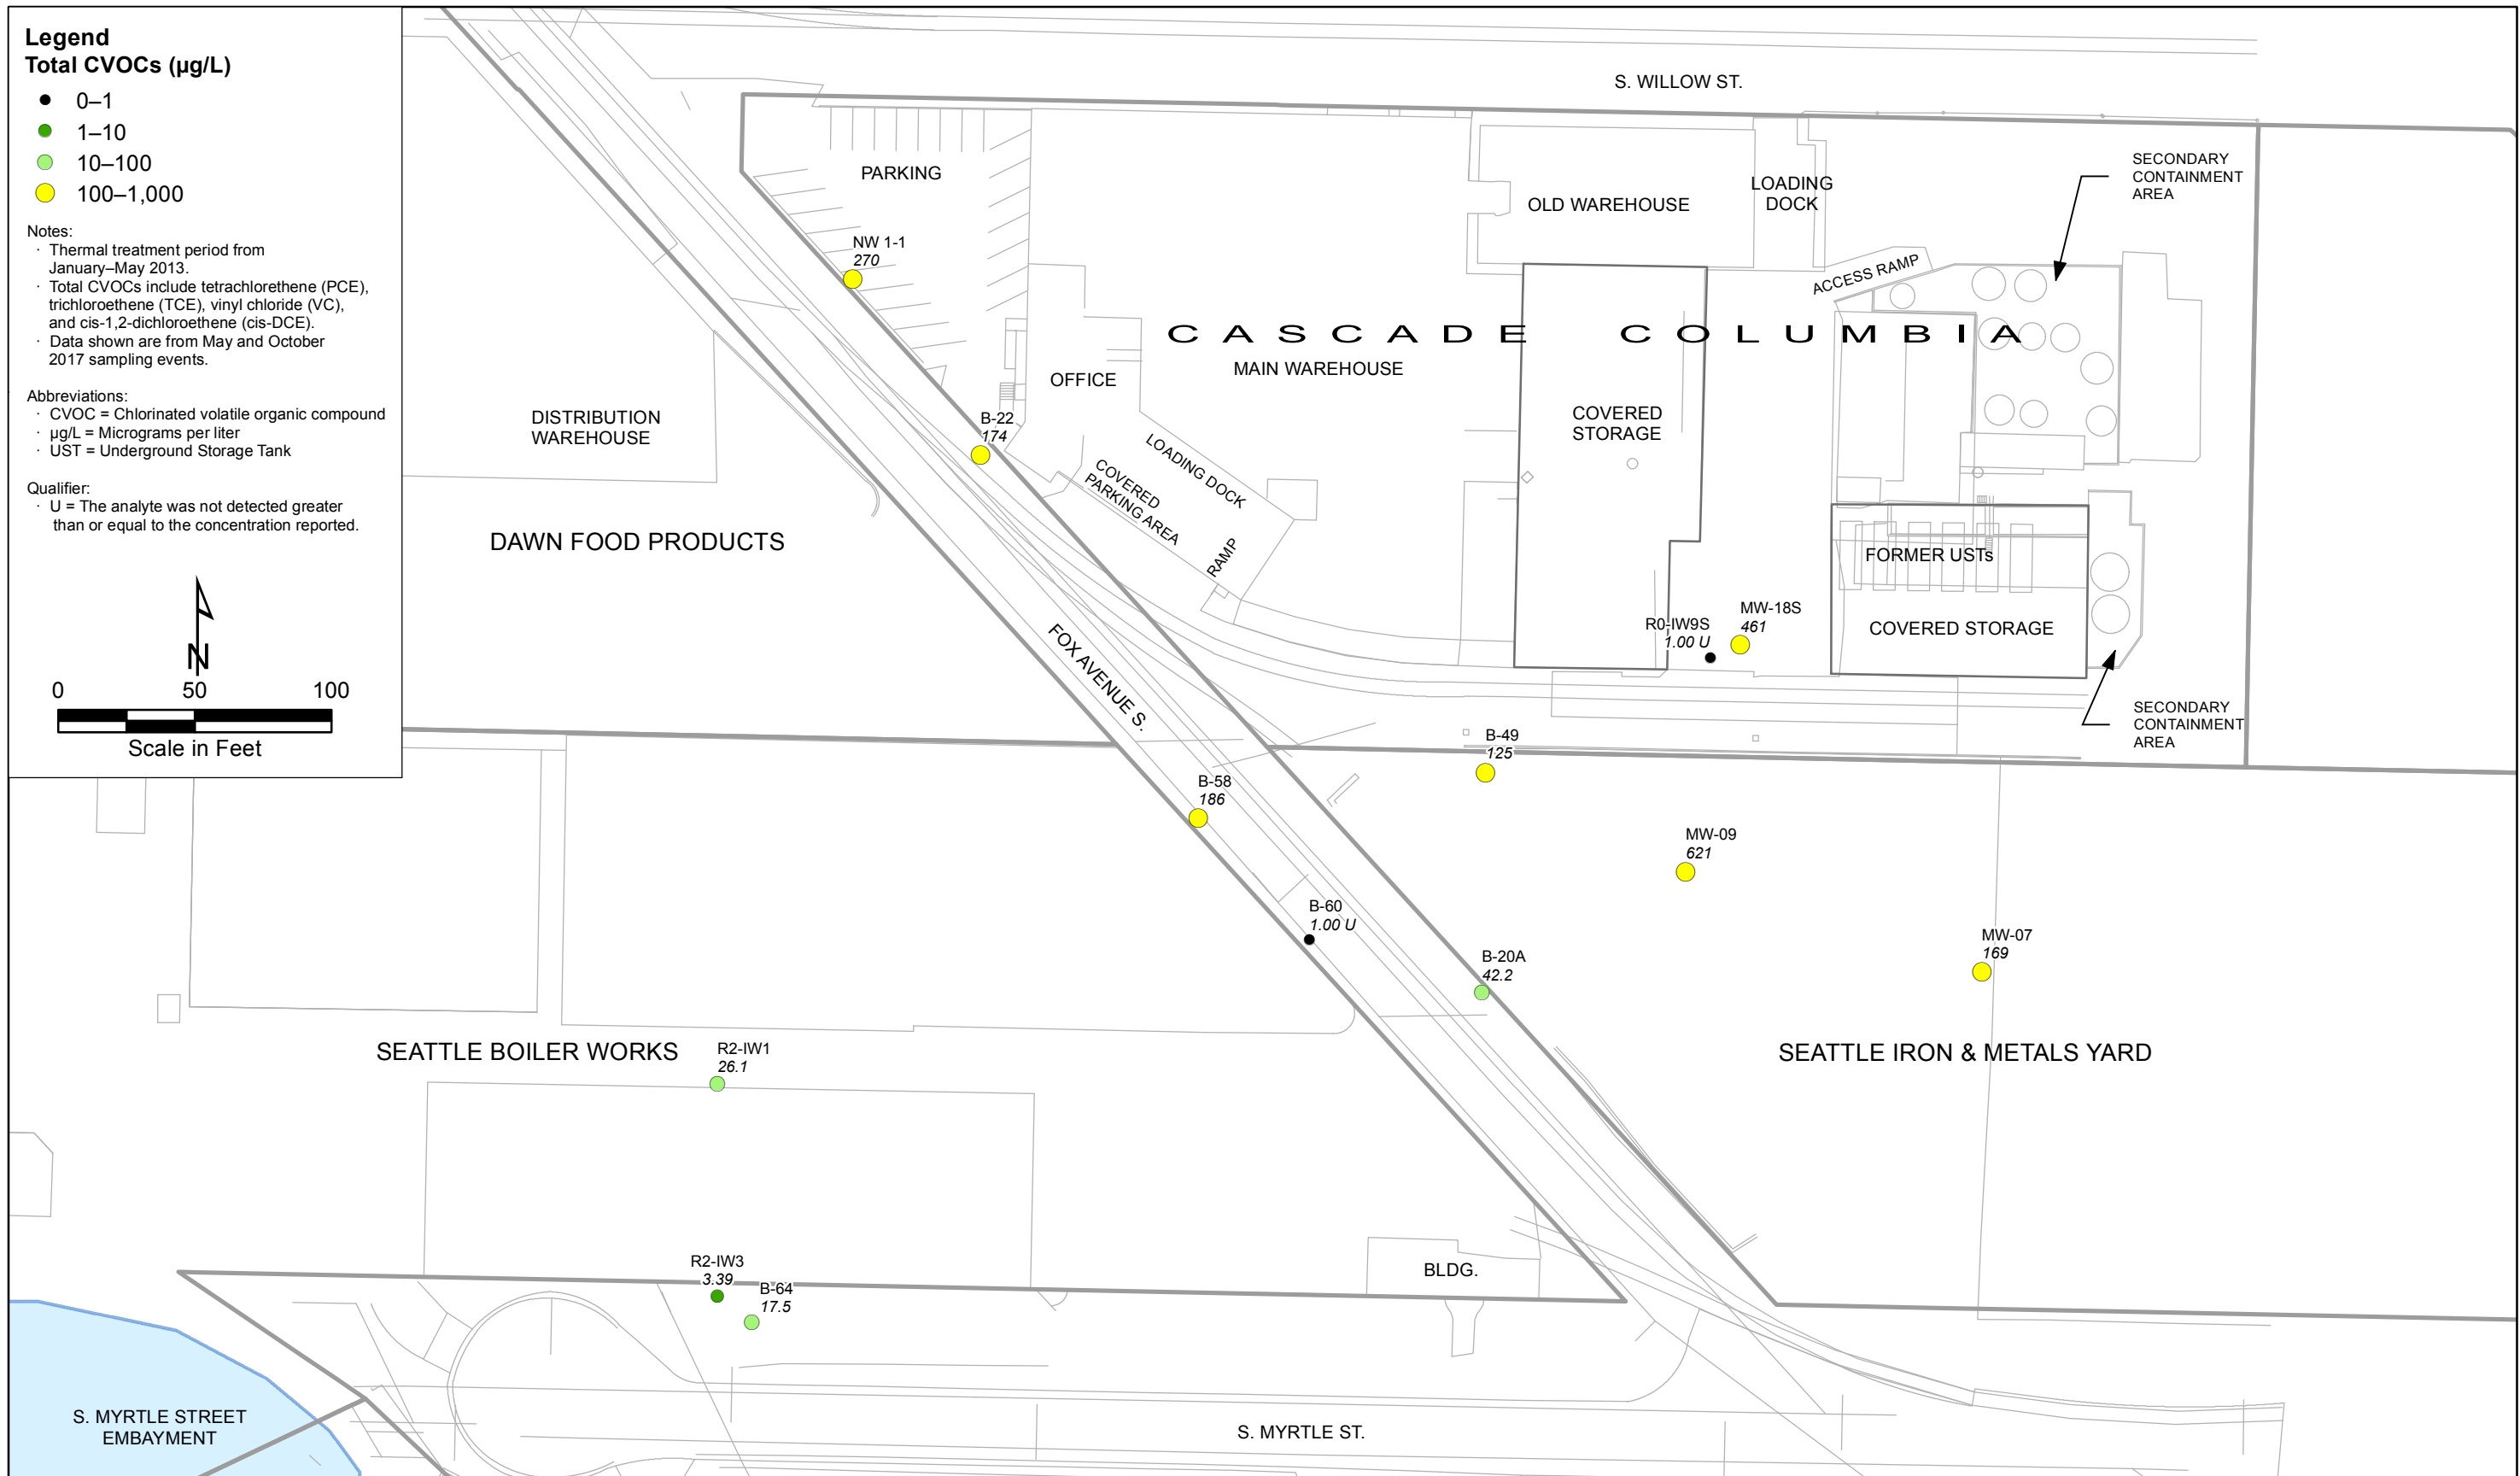 Legend
Total CVOCs (µg/L)
0–1
1–10
10–100
100–1,000
Notes:
· Thermal treatment period from
January–May 2013.
· Total CVOCs include tetrachlorethene (PCE),
trichloroethene (TCE), vinyl chloride (VC),
and cis-1,2-dichloroethene (cis-DCE).
· Data shown are from May and October
2017 sampling events.
Abbreviations:
· CVOC = Chlorinated volatile organic compound
· µg/L = Micrograms per liter
· UST = Underground Storage Tank
Qualifier:
· U = The analyte was not detected greater
than or equal to the concentration reported.
N
0 50 100
Scale in Feet
S. WILLOW ST.
PARKING
NW 1-1
270
OLD WAREHOUSE
LOADING
DOCK
SECONDARY
CONTAINMENT
AREA
ACCESS RAMP
CASCADE COLUMBIA
MAIN WAREHOUSE
OFFICE
B-22
174
DISTRIBUTION
WAREHOUSE
LOADING DOCK
COVERED
PARKING AREA
RAMP
COVERED
STORAGE
DAWN FOOD PRODUCTS
FORMER USTs
COVERED STORAGE
R0-IW9S
1.00 U
MW-18S
461
FOX AVENUE S.
SECONDARY
CONTAINMENT
AREA
B-49
125
B-58
186
MW-09
621
B-60
1.00 U
B-20A
42.2
MW-07
169
SEATTLE BOILER WORKS
R2-IW1
26.1
SEATTLE IRON & METALS YARD
R2-IW3
3.39
B-64
17.5
BLDG.
S. MYRTLE STREET
EMBAYMENT
S. MYRTLE ST.